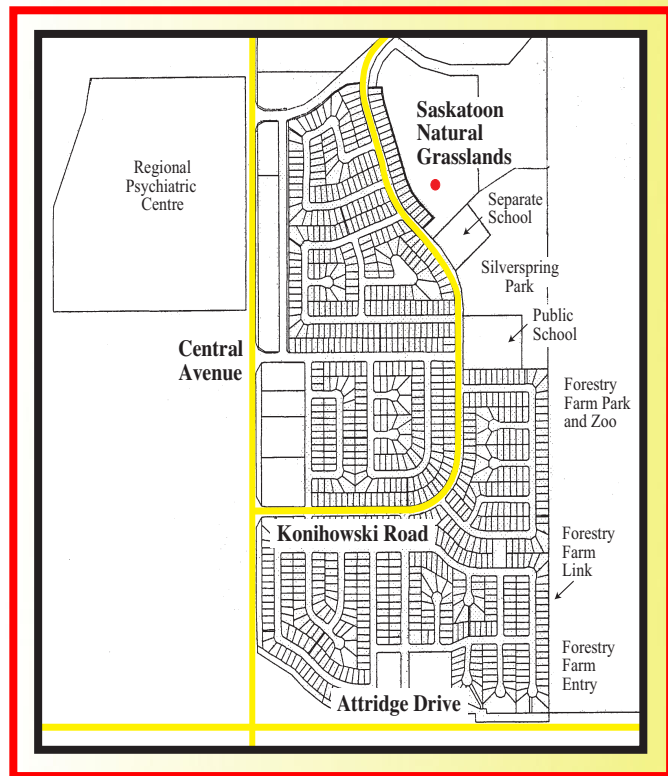 Saskatoon
Natural
Grasslands
Regional
Psychiatric
Centre
Separate
School
Silverspring
Park
Public
School
Central
Avenue
Forestry
Farm Park
and Zoo
Konihowski Road
Forestry
Farm
Link
Forestry
Farm
Entry
Attridge Drive